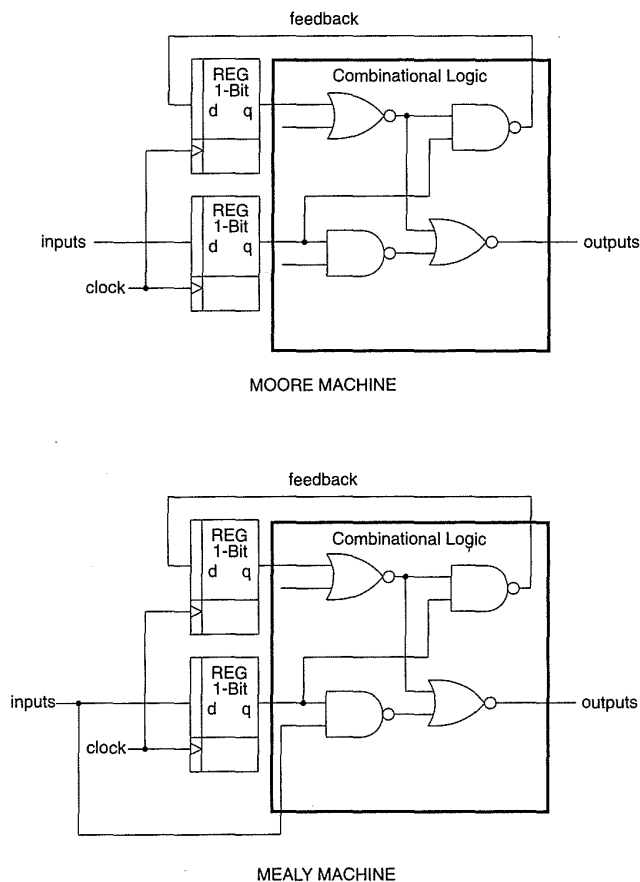 feedback
REG
1-Bit
d q
Combinational Logic
REG
1-Bit
d q
inputs
outputs
clock
MOORE MACHINE
feedback
REG
1-Bit
d q
Combinational Logic
REG
1-Bit
d q
inputs
outputs
clock
MEALY MACHINE